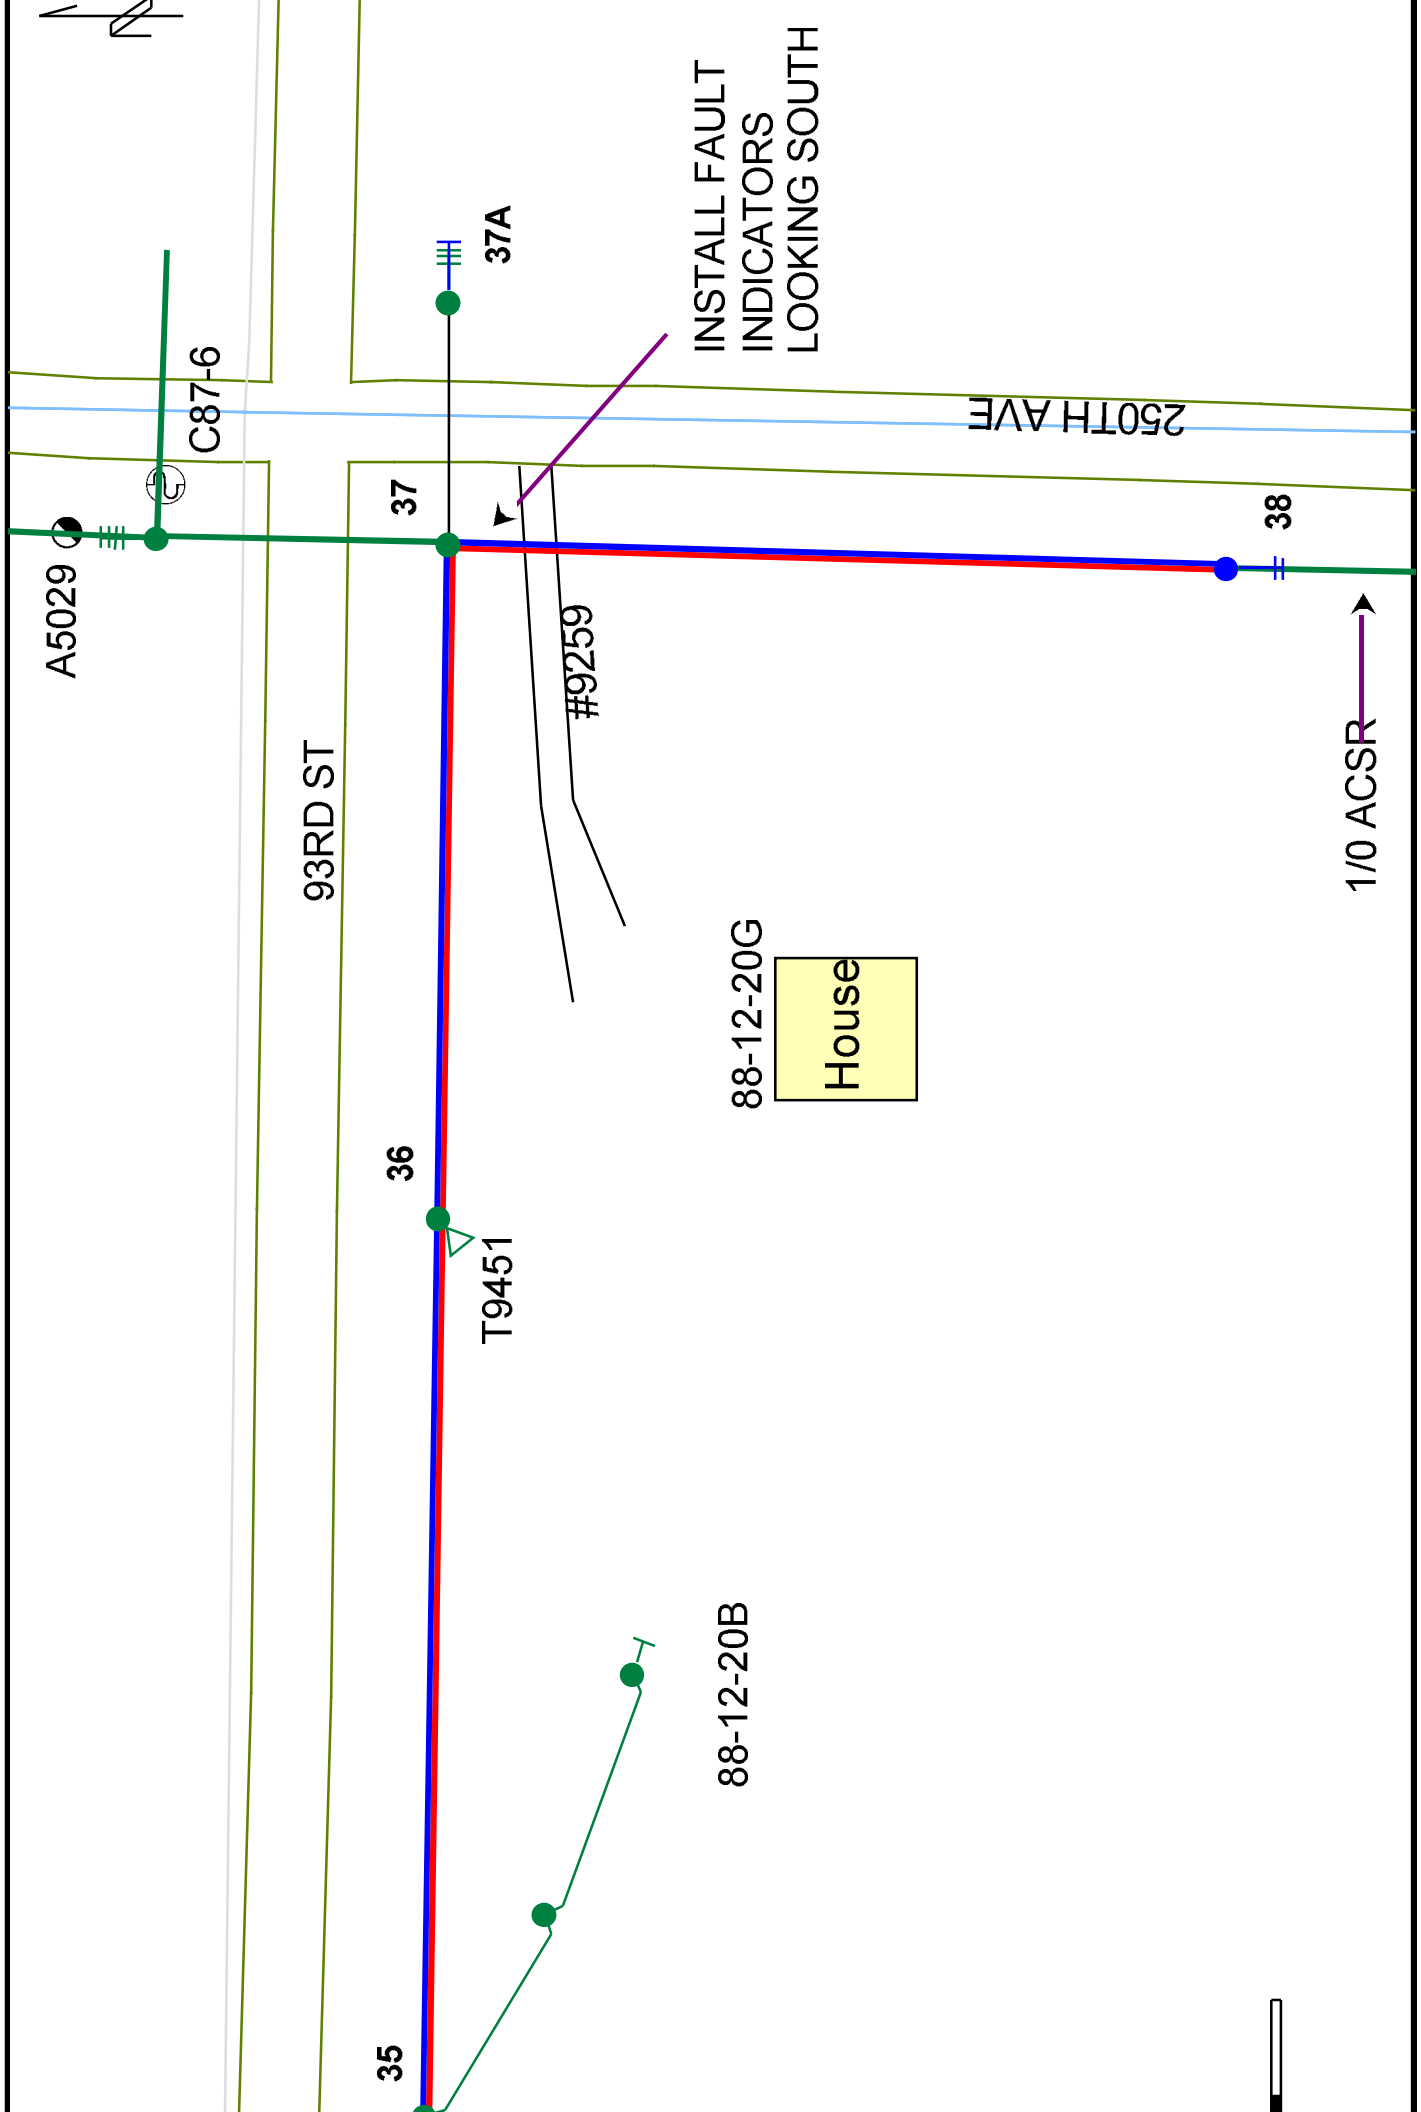 A5029
C87-6
37A
37
INSTALL FAULT
INDICATORS
LOOKING SOUTH
250TH AVE
38
#9259
93RD ST
1/0 ACSR
88-12-20G
House
36
T9451
88-12-20B
35